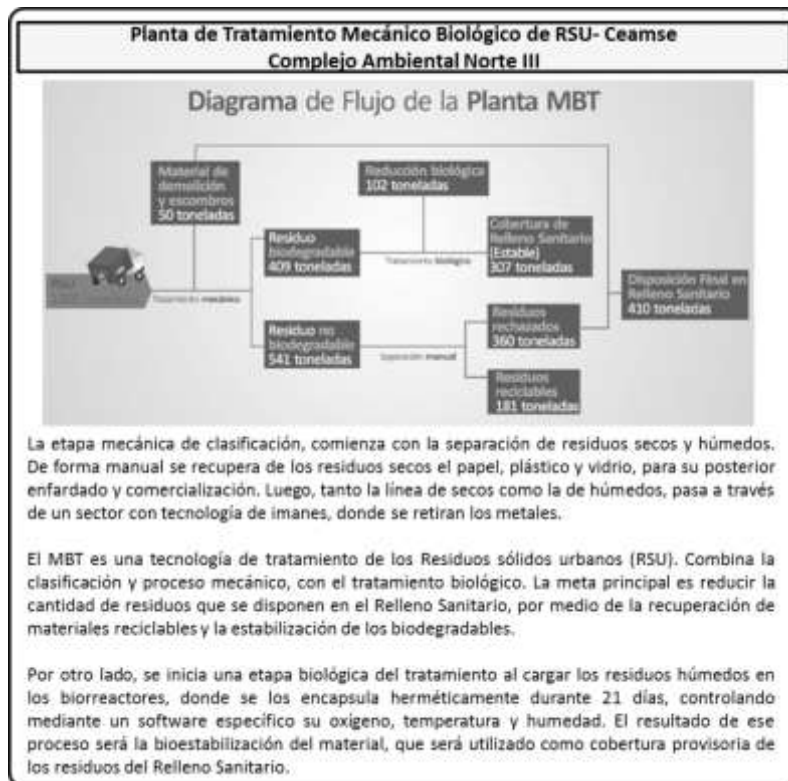 Planta de Tratamiento Mecánico Biológico de RSU- Ceamse
Complejo Ambiental Norte III
Diagrama de Flujo de la Planta MBT
Material de
demolición
y escombros
50 toneladas
Reducción biológica
102 toneladas
Residuo
biodegradable
409 toneladas
Tratamiento biológico
Cobertura de
Relleno Sanitario
(Estable)
307 toneladas
Tratamiento mecánico
Disposición Final en
Relleno Sanitario
410 toneladas
Residuo no
biodegradable
541 toneladas
Separación manual
Residuos
rechazados
360 toneladas
Residuos
reciclables
181 toneladas
La etapa mecánica de clasificación, comienza con la separación de residuos secos y húmedos.
De forma manual se recupera de los residuos secos el papel, plástico y vidrio, para su posterior
enfardado y comercialización. Luego, tanto la línea de secos como la de húmedos, pasa a través
de un sector con tecnología de imanes, donde se retiran los metales.
El MBT es una tecnología de tratamiento de los Residuos sólidos urbanos (RSU). Combina la
clasificación y proceso mecánico, con el tratamiento biológico. La meta principal es reducir la
cantidad de residuos que se disponen en el Relleno Sanitario, por medio de la recuperación de
materiales reciclables y la estabilización de los biodegradables.
Por otro lado, se inicia una etapa biológica del tratamiento al cargar los residuos húmedos en
los biorreactores, donde se los encapsula herméticamente durante 21 días, controlando
mediante un software específico su oxígeno, temperatura y humedad. El resultado de ese
proceso será la bioestabilización del material, que será utilizado como cobertura provisoria de
los residuos del Relleno Sanitario.